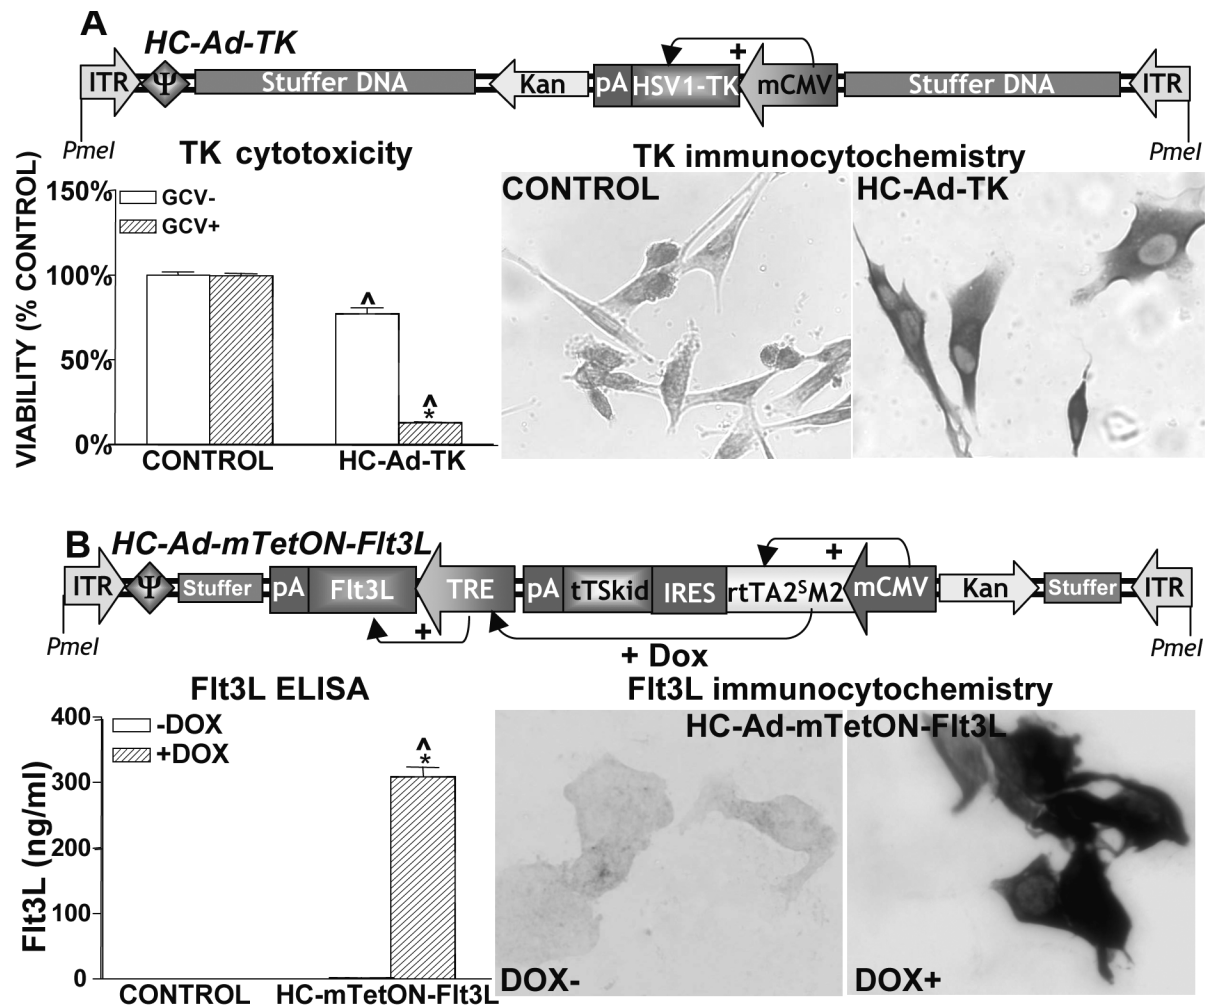 A
HC-Ad-TK
ITR Ψ Stuffer DNA Kan pA HSV1-TK + mCMV Stuffer DNA ITR
PmeI PmeI
TK cytotoxicity
VIABILITY (% CONTROL)
150%
100%
50%
0%
GCV-
GCV+
^
^
*
CONTROL HC-Ad-TK
TK immunocytochemistry
CONTROL HC-Ad-TK
B
HC-Ad-mTetON-Flt3L
ITR Ψ Stuffer pA Flt3L TRE pA tTSkid IRES rtTA2ˢM2 + mCMV Kan Stuffer ITR
+
+ Dox
PmeI PmeI
Flt3L ELISA
Flt3L (ng/ml)
400
300
200
100
0
-DOX
+DOX
^
*
CONTROL HC-mTetON-Flt3L
Flt3L immunocytochemistry
HC-Ad-mTetON-Flt3L
DOX- DOX+